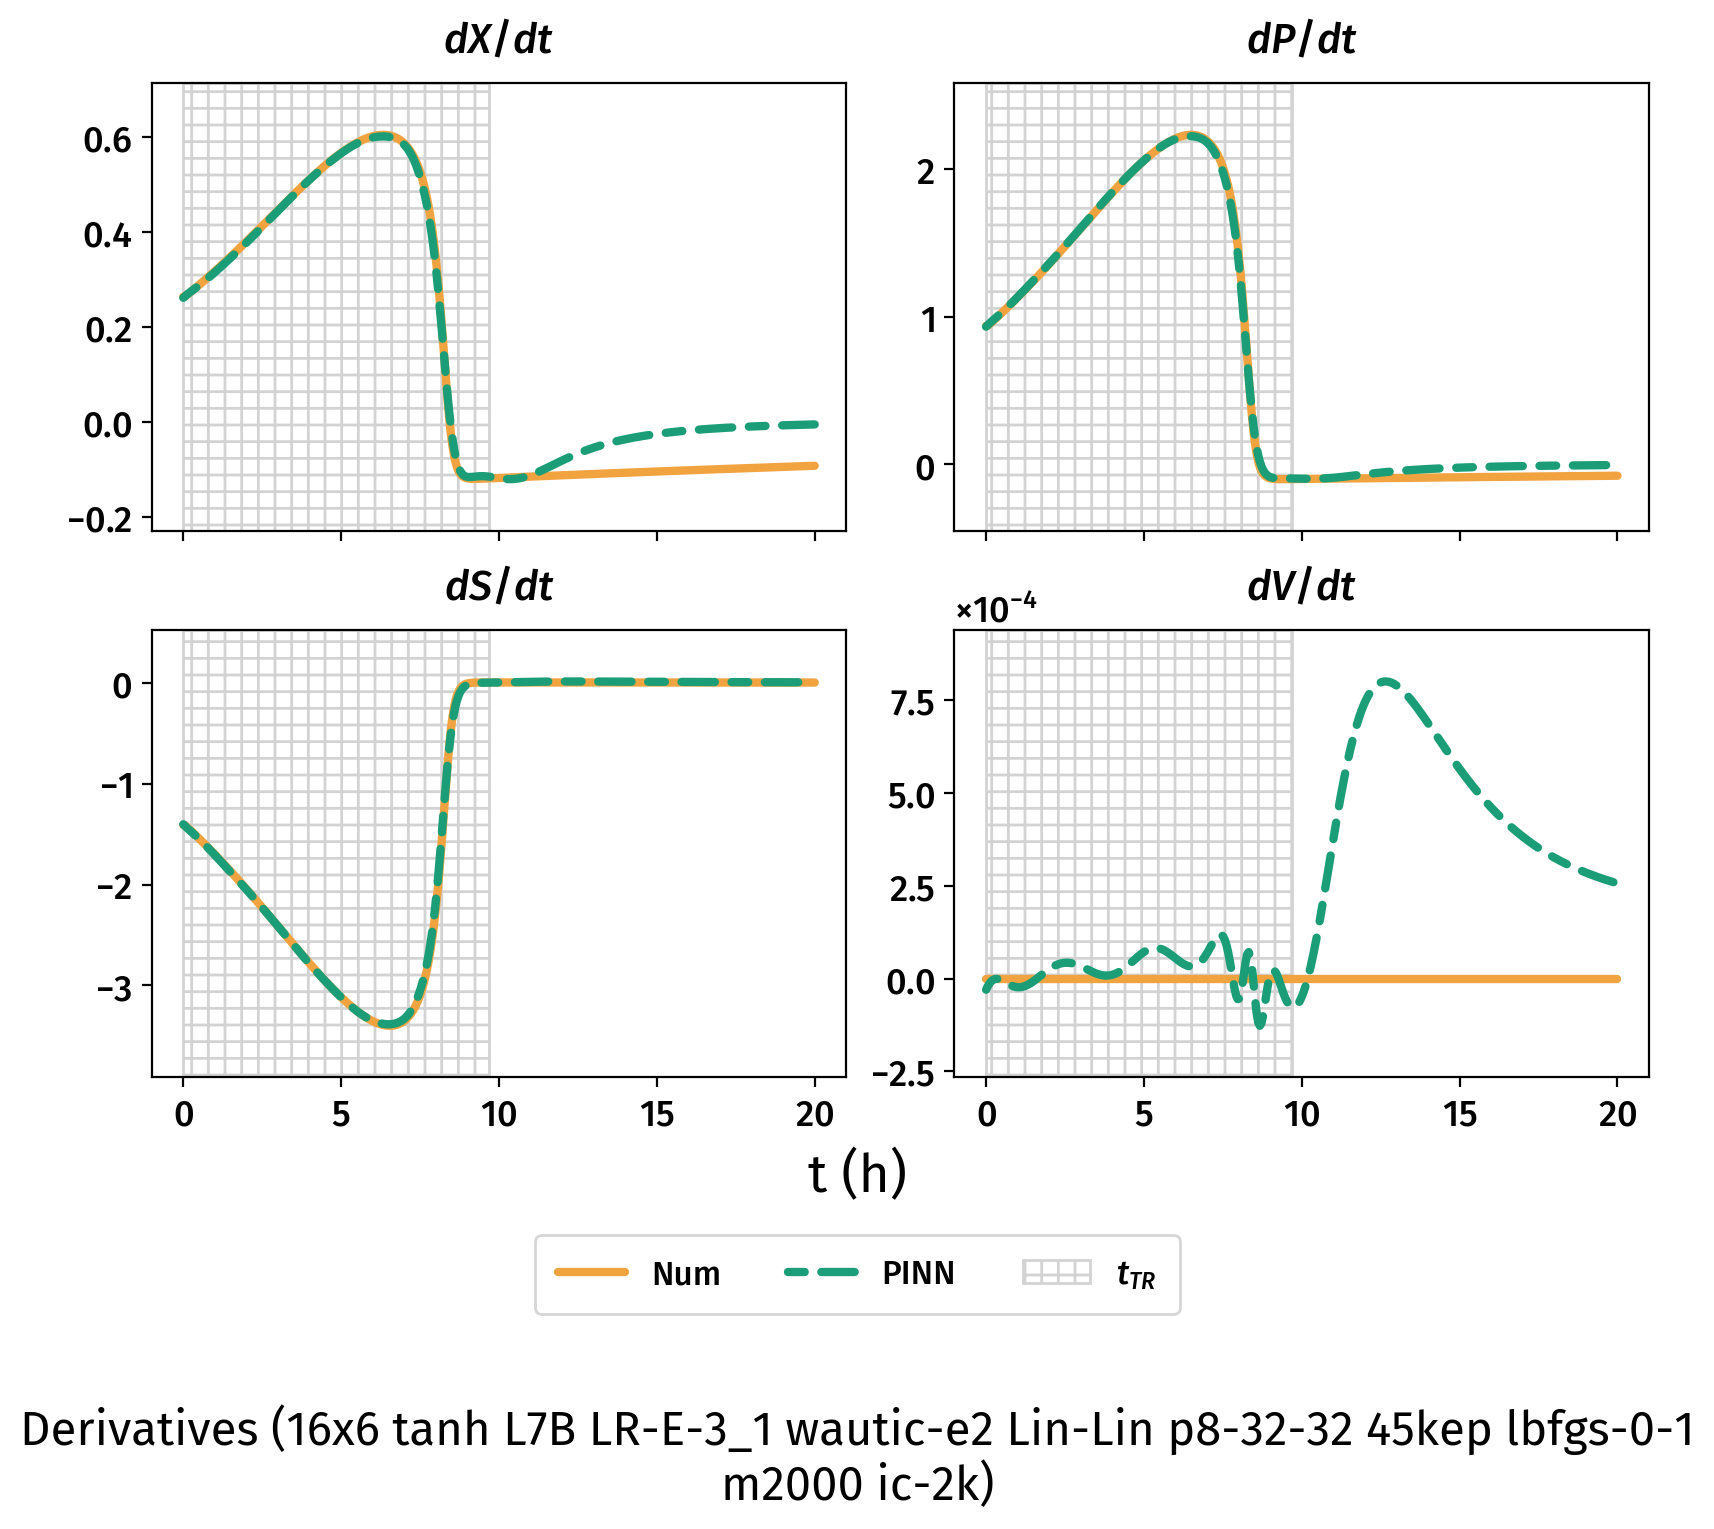 dX/dt
dP/dt
0.6
0.4
0.2
0.0
−0.2
2
1
0
dS/dt
dV/dt
×10⁻⁴
0
−1
−2
−3
7.5
5.0
2.5
0.0
−2.5
0 5 10 15 20
0 5 10 15 20
t (h)
Num PINN t_TR
Derivatives (16x6 tanh L7B LR-E-3_1 wautic-e2 Lin-Lin p8-32-32 45kep lbfgs-0-1
m2000 ic-2k)